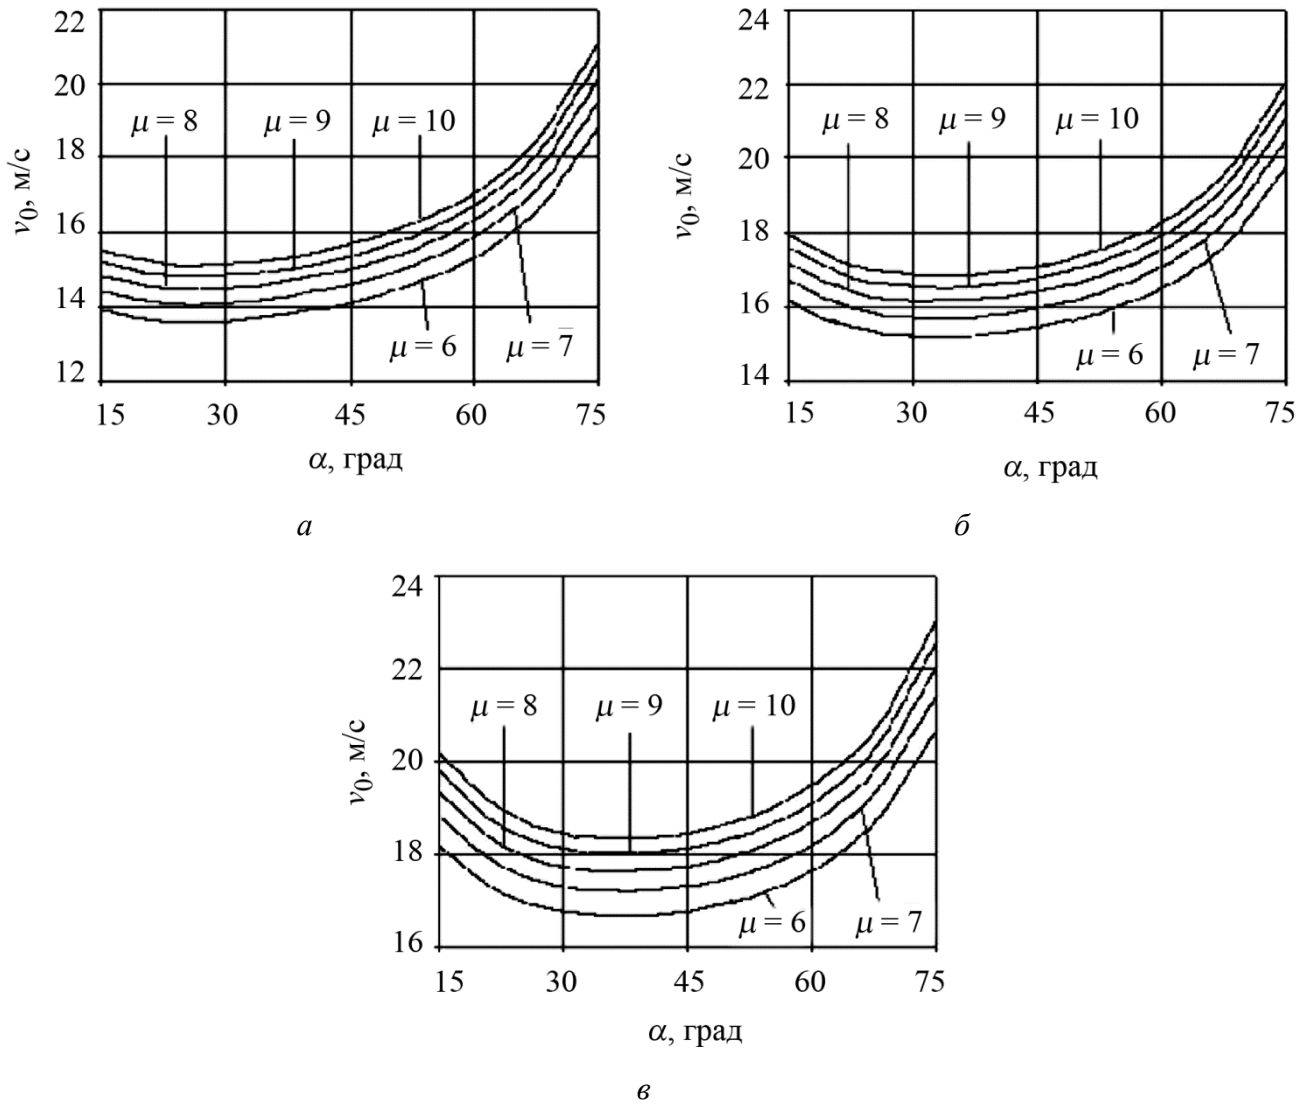 22
20
18
16
14
12
v0, м/с
μ = 8
μ = 9
μ = 10
μ = 6
μ = 7
15 30 45 60 75
α, град
а
24
22
20
18
16
14
v0, м/с
μ = 8
μ = 9
μ = 10
μ = 6
μ = 7
15 30 45 60 75
α, град
б
24
22
20
18
16
v0, м/с
μ = 8
μ = 9
μ = 10
μ = 6
μ = 7
15 30 45 60 75
α, град
в